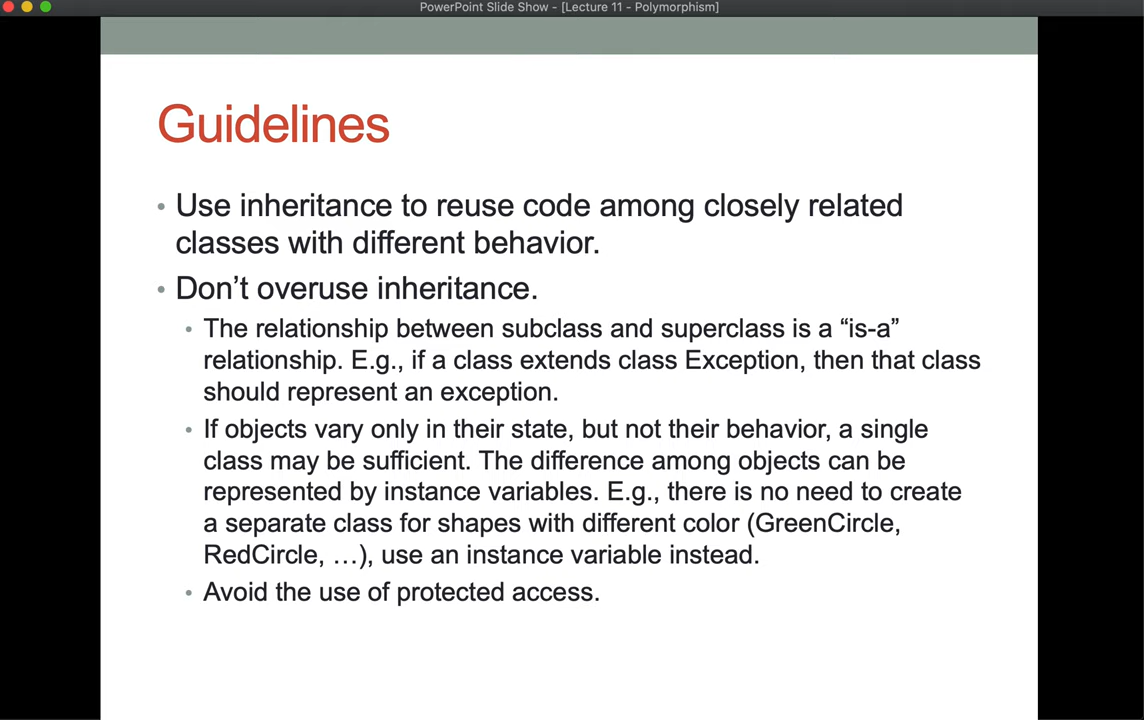 PowerPoint Slide Show - [Lecture 11 - Polymorphism]
Guidelines
• Use inheritance to reuse code among closely related
classes with different behavior.
• Don’t overuse inheritance.
• The relationship between subclass and superclass is a “is-a”
relationship. E.g., if a class extends class Exception, then that class
should represent an exception.
• If objects vary only in their state, but not their behavior, a single
class may be sufficient. The difference among objects can be
represented by instance variables. E.g., there is no need to create
a separate class for shapes with different color (GreenCircle,
RedCircle, …), use an instance variable instead.
• Avoid the use of protected access.